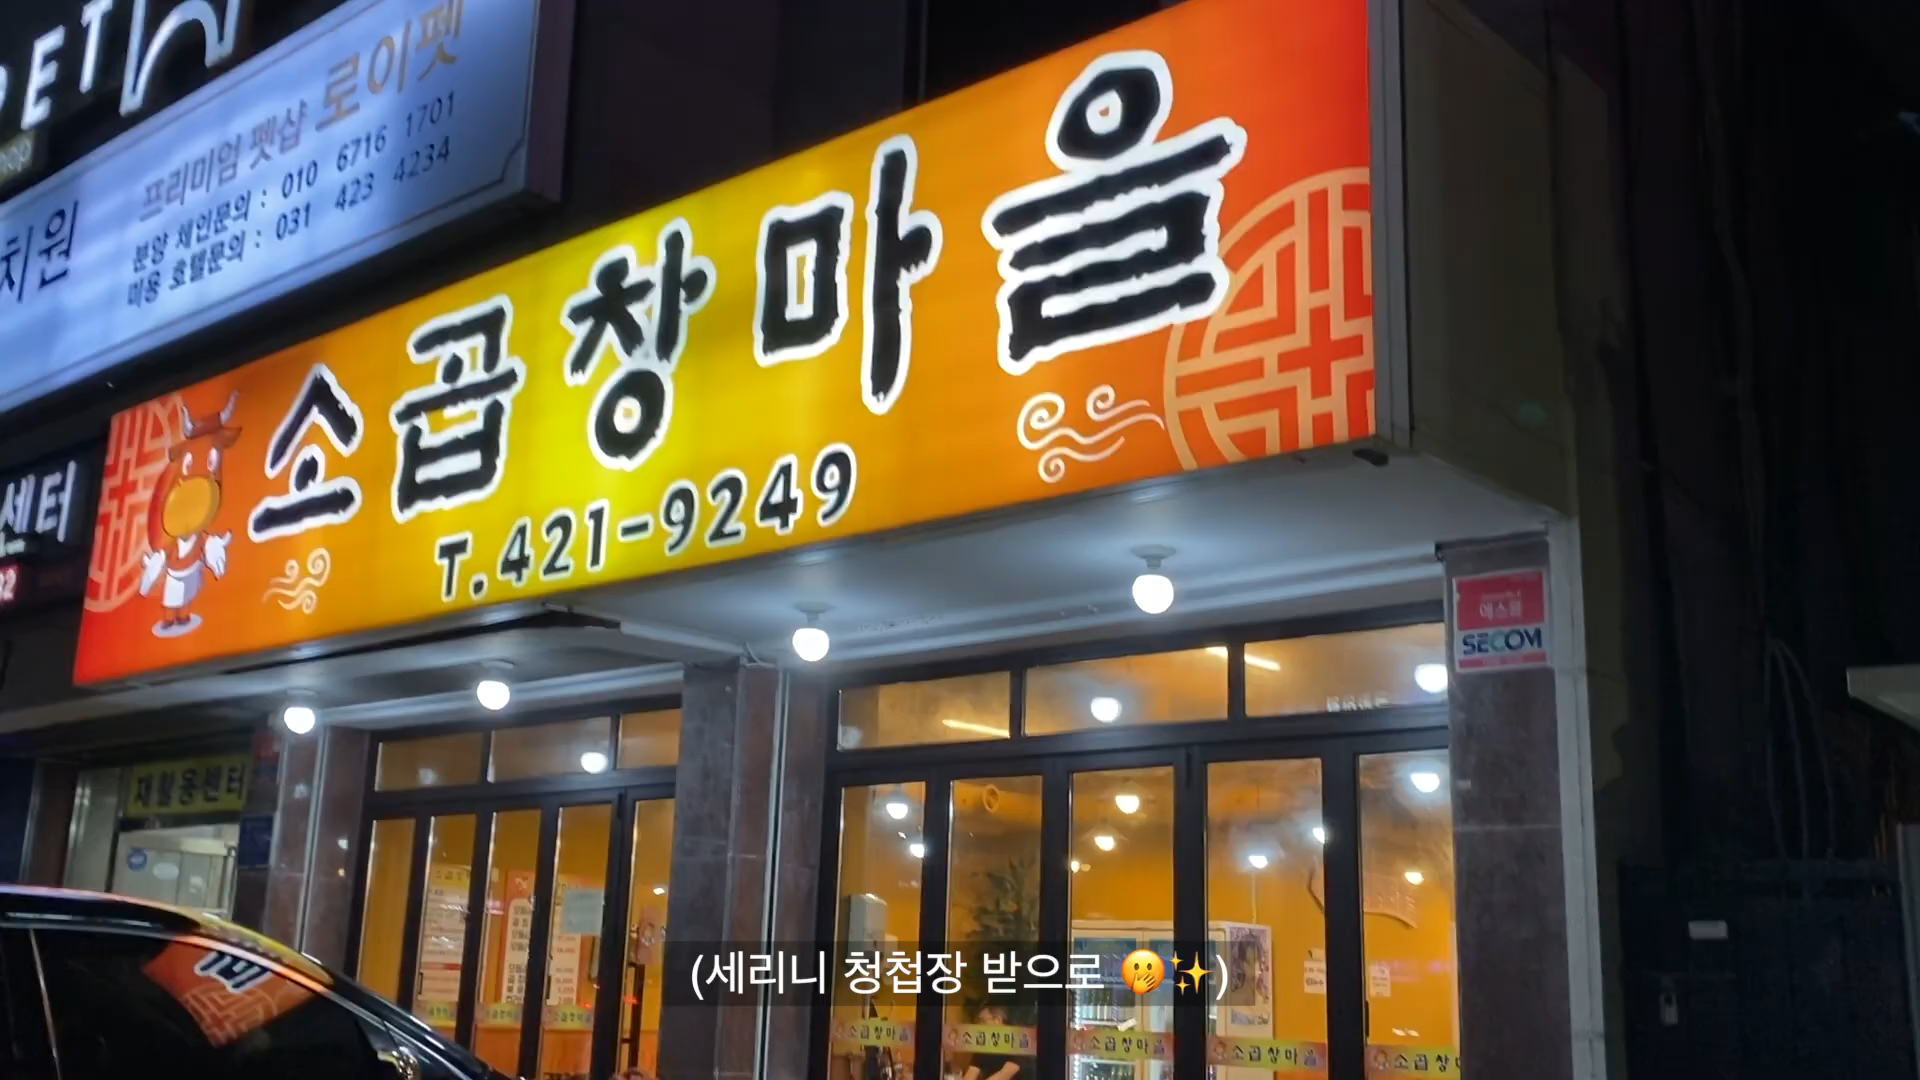 PET
치원
프리미엄 펫샵 로이펫
분양 체인문의 : 010 6716 1701
미용 호텔문의 : 031 423 4234
소곱창마을
T.421-9249
센터
에스원
SECOM
재활용센터
(세리니 청첩장 받으로 🤭✨)
소곱창마을
소곱창마을
소곱창마을
소곱창마을